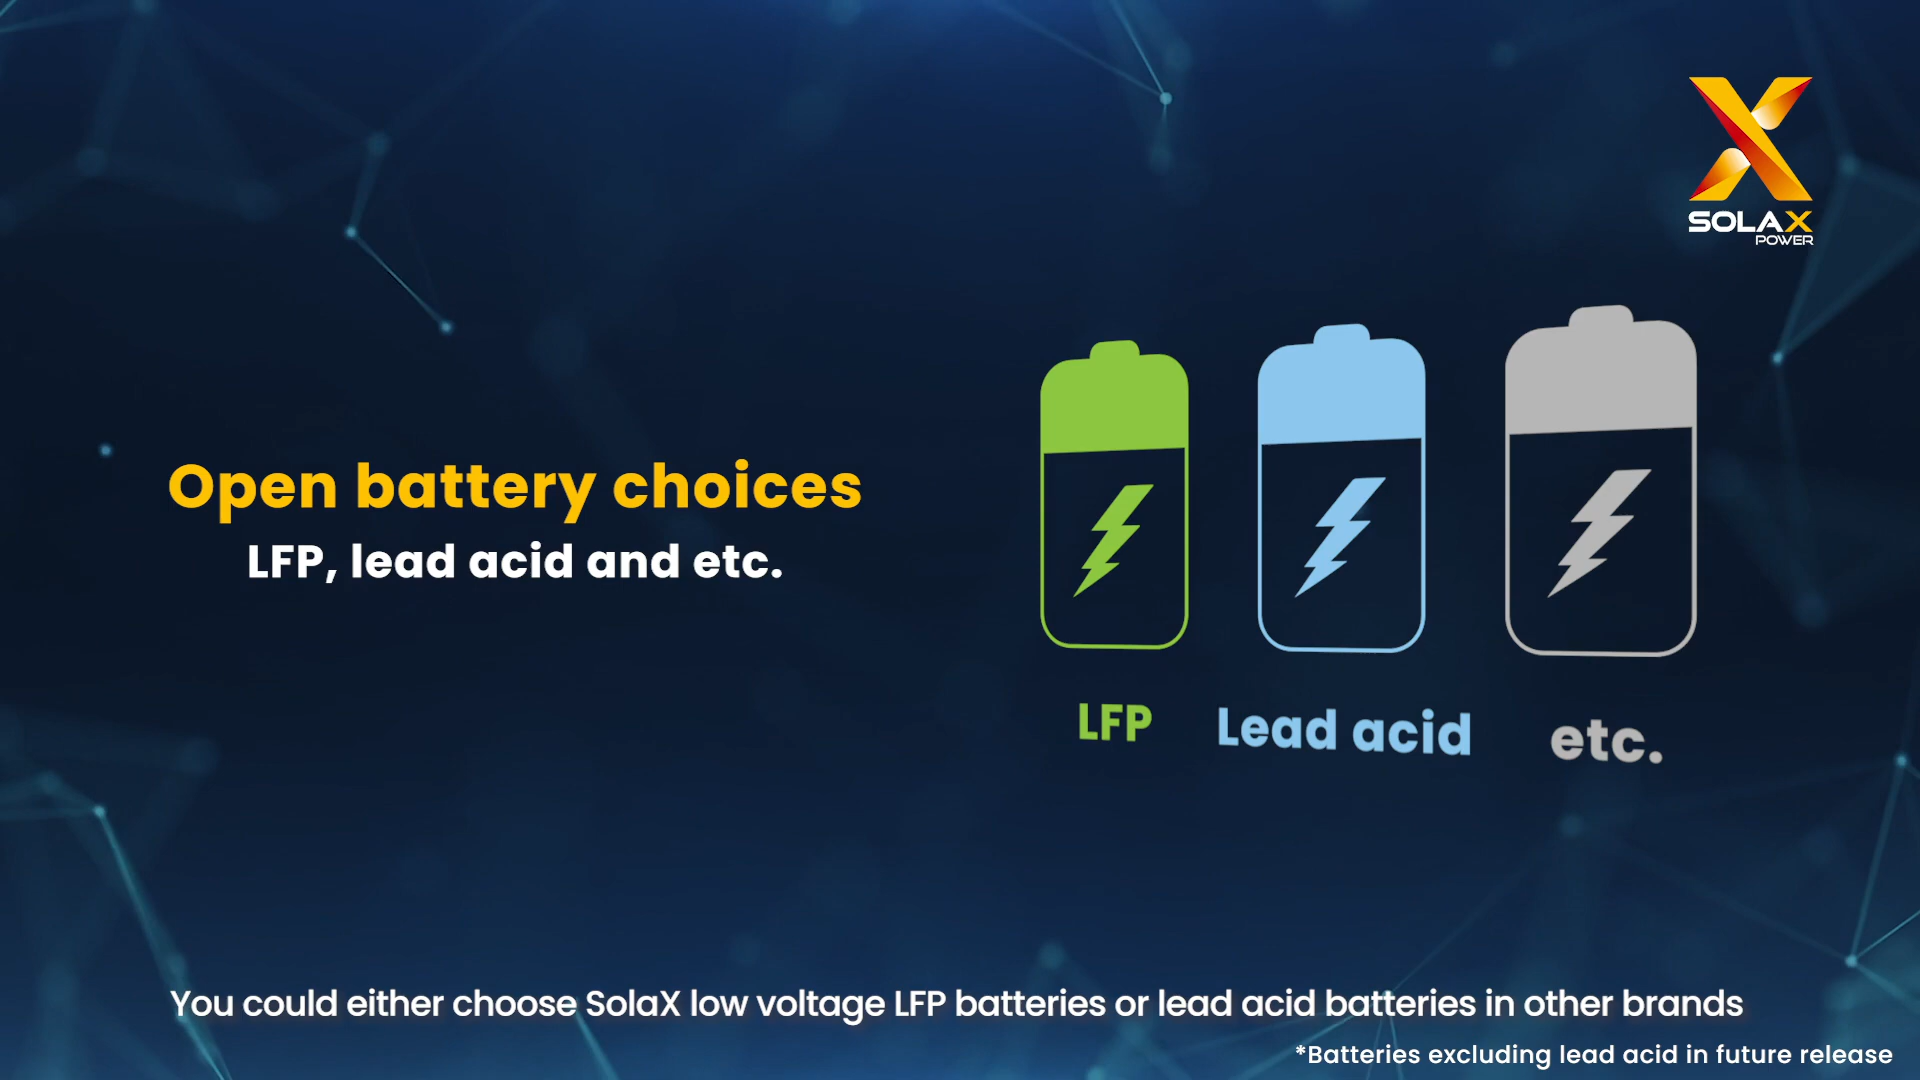 SOLAX
POWER
Open battery choices
LFP, lead acid and etc.
LFP
Lead acid
etc.
You could either choose SolaX low voltage LFP batteries or lead acid batteries in other brands
*Batteries excluding lead acid in future release